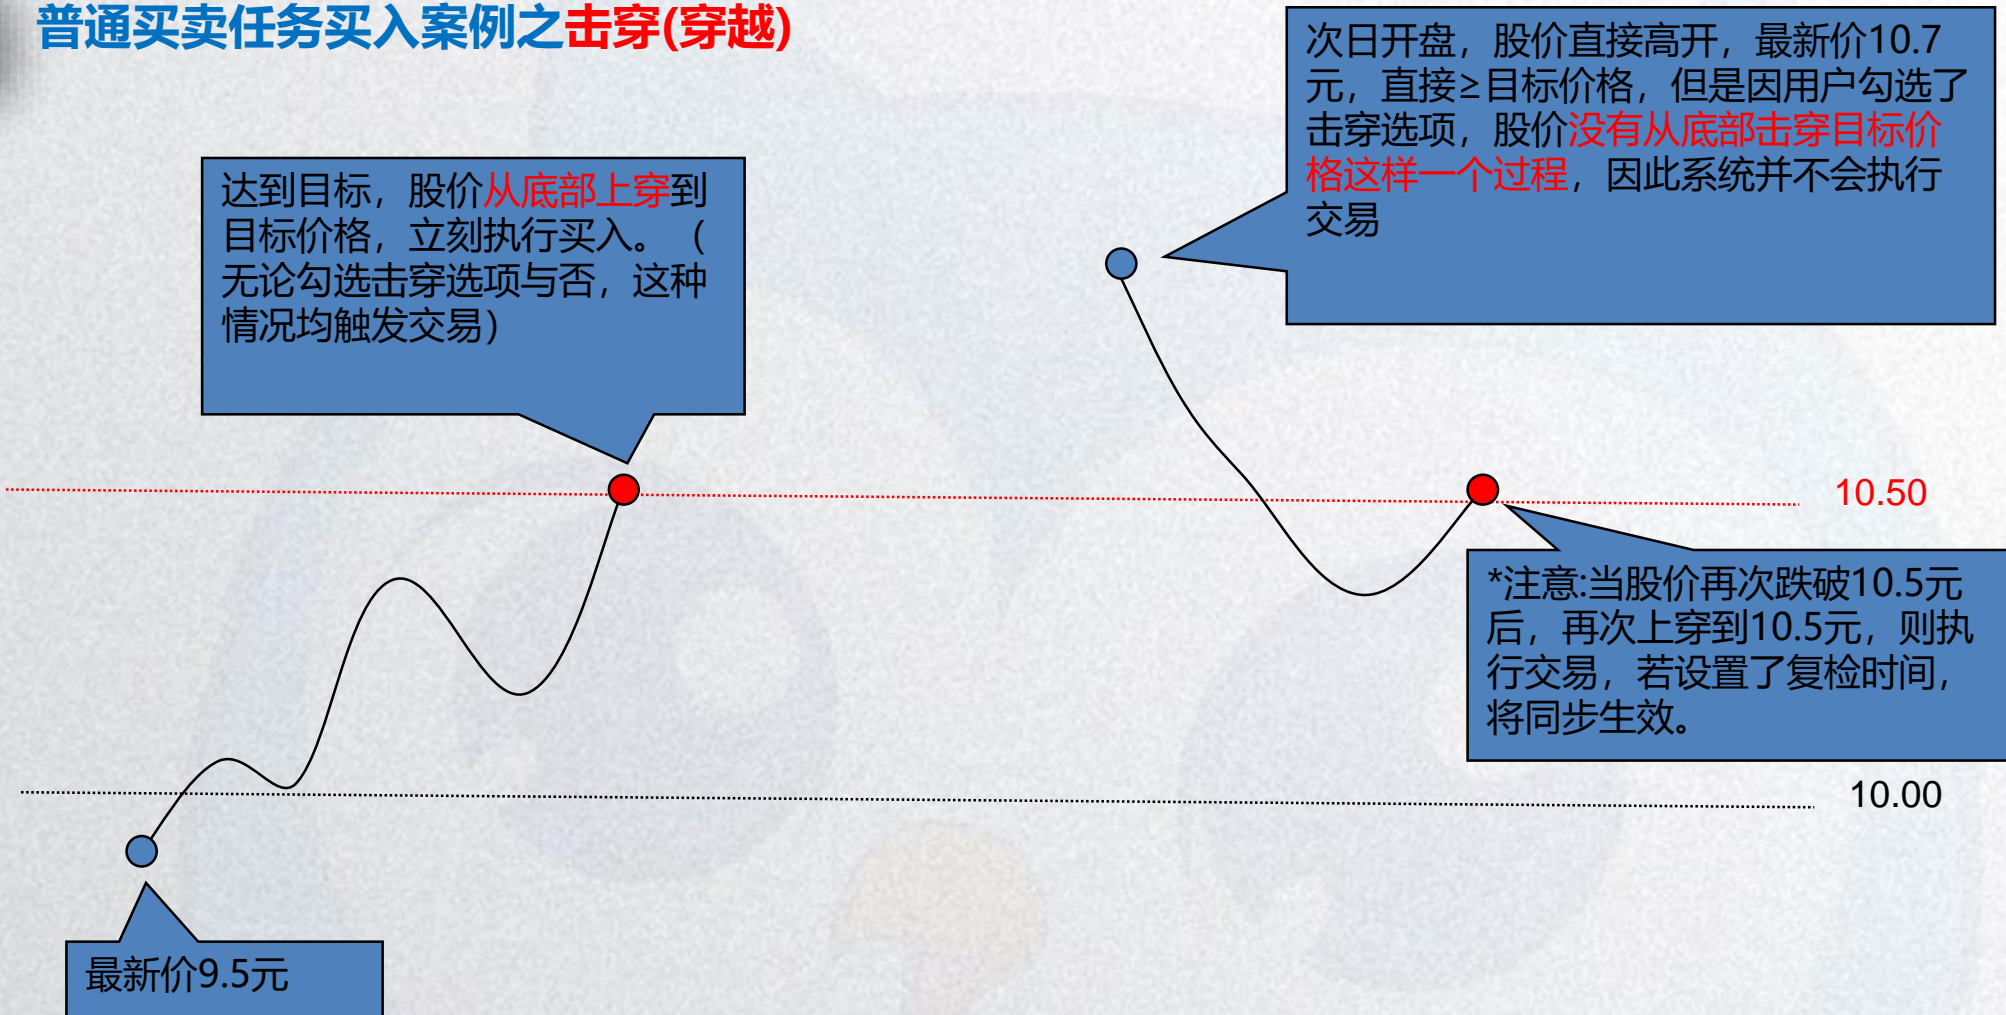 普通买卖任务买入案例之击穿(穿越)
次日开盘，股价直接高开，最新价10.7
元，直接≥目标价格，但是因用户勾选了
击穿选项，股价没有从底部击穿目标价
格这样一个过程，因此系统并不会执行
交易
达到目标，股价从底部上穿到
目标价格，立刻执行买入。（
无论勾选击穿选项与否，这种
情况均触发交易）
10.50
*注意:当股价再次跌破10.5元
后，再次上穿到10.5元，则执
行交易，若设置了复检时间，
将同步生效。
10.00
最新价9.5元